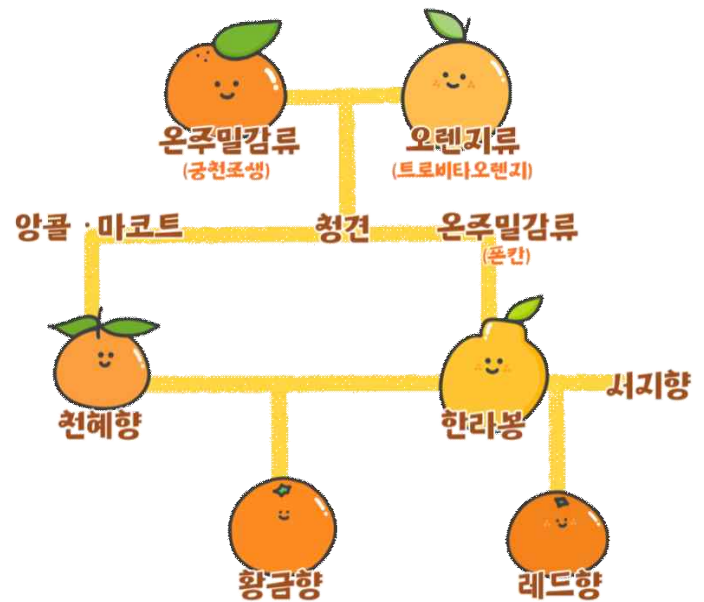 온주밀감류
(궁천조생)
오렌지류
(트로비타오렌지)
앙콜·마코트
청견
온주밀감류
(폰칸)
천혜향
한라봉
서지향
황금향
레드향